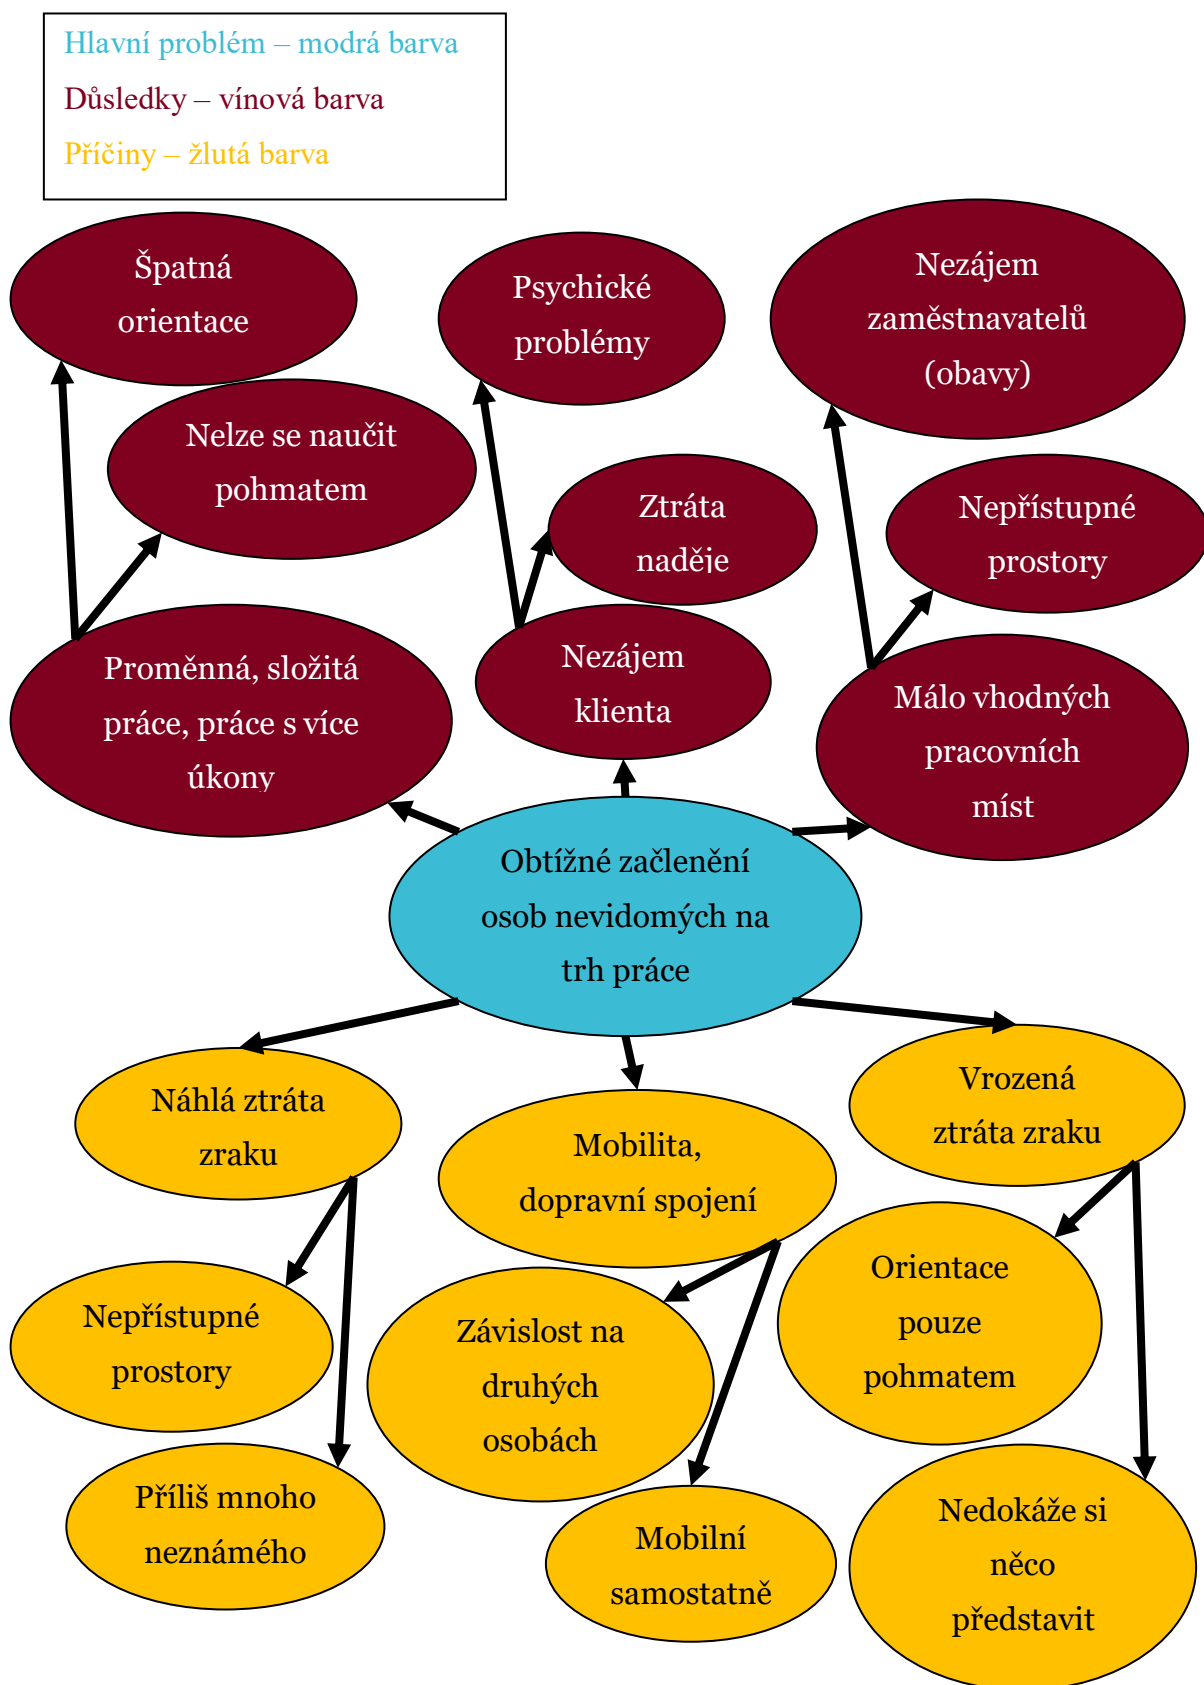 Hlavní problém – modrá barva
Důsledky – vínová barva
Příčiny – žlutá barva
Špatná
orientace
Psychické
problémy
Nezájem
zaměstnavatelů
(obavy)
Nelze se naučit
pohmatem
Ztráta
naděje
Nepřístupné
prostory
Proměnná, složitá
práce, práce s více
úkony
Nezájem
klienta
Málo vhodných
pracovních
míst
Obtížné začlenění
osob nevidomých na
trh práce
Náhlá ztráta
zraku
Mobilita,
dopravní spojení
Vrozená
ztráta zraku
Nepřístupné
prostory
Závislost na
druhých
osobách
Orientace
pouze
pohmatem
Příliš mnoho
neznámého
Mobilní
samostatně
Nedokáže si
něco
představit